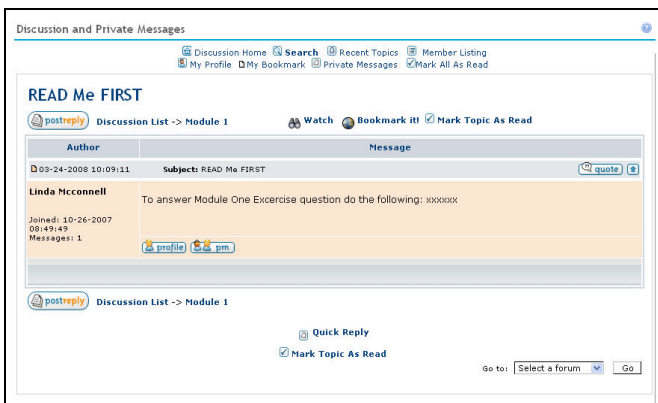 Discussion and Private Messages
Discussion Home Search Recent Topics Member Listing
My Profile My Bookmark Private Messages Mark All As Read
READ Me FIRST
postreply Discussion List -> Module 1 Watch Bookmark it! Mark Topic As Read
Author Message
03-24-2008 10:09:11 Subject: READ Me FIRST quote
Linda Mcconnell
To answer Module One Excercise question do the following: xxxxxx
Joined: 10-26-2007
08:49:49
Messages: 1
profile pm
postreply Discussion List -> Module 1
Quick Reply
Mark Topic As Read
Go to: Select a forum Go